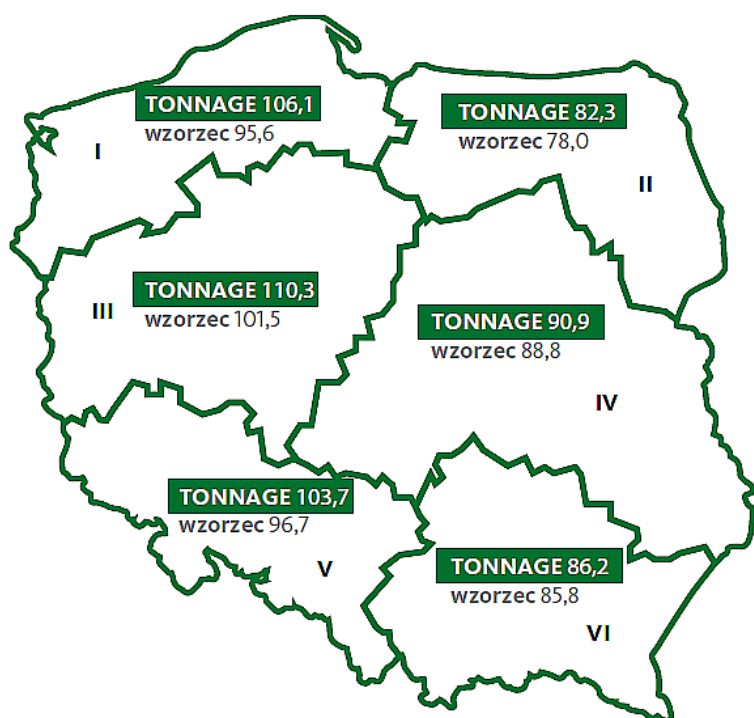 TONNAGE 106,1
wzorzec 95,6
I
TONNAGE 82,3
wzorzec 78,0
II
TONNAGE 110,3
wzorzec 101,5
III
TONNAGE 90,9
wzorzec 88,8
IV
TONNAGE 103,7
wzorzec 96,7
V
TONNAGE 86,2
wzorzec 85,8
VI